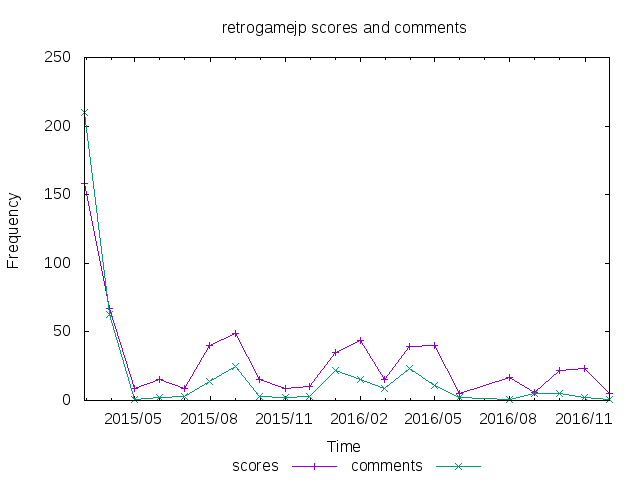 retrogamejp scores and comments
250
200
150
100
50
0
Frequency
2015/05 2015/08 2015/11 2016/02 2016/05 2016/08 2016/11
Time
scores comments